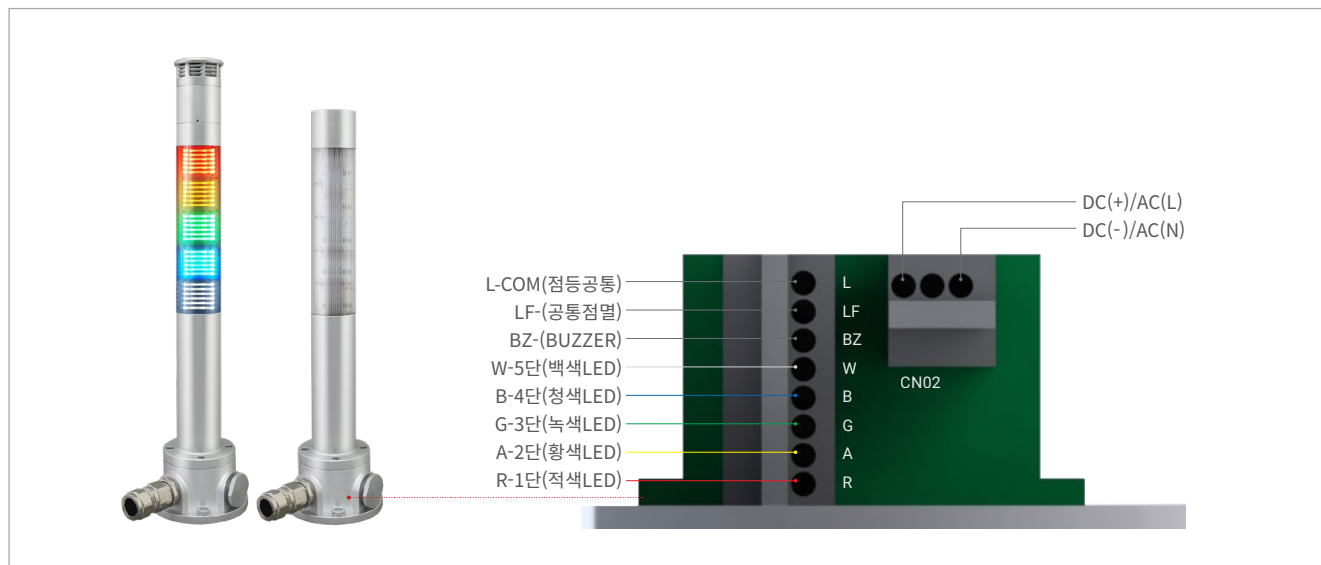 DC(+)/AC(L)
DC(-)/AC(N)
L-COM(점등공통)
LF-(공통점멸)
BZ-(BUZZER)
W-5단(백색LED)
B-4단(청색LED)
G-3단(녹색LED)
A-2단(황색LED)
R-1단(적색LED)
L
LF
BZ
W
B
G
A
R
CN02